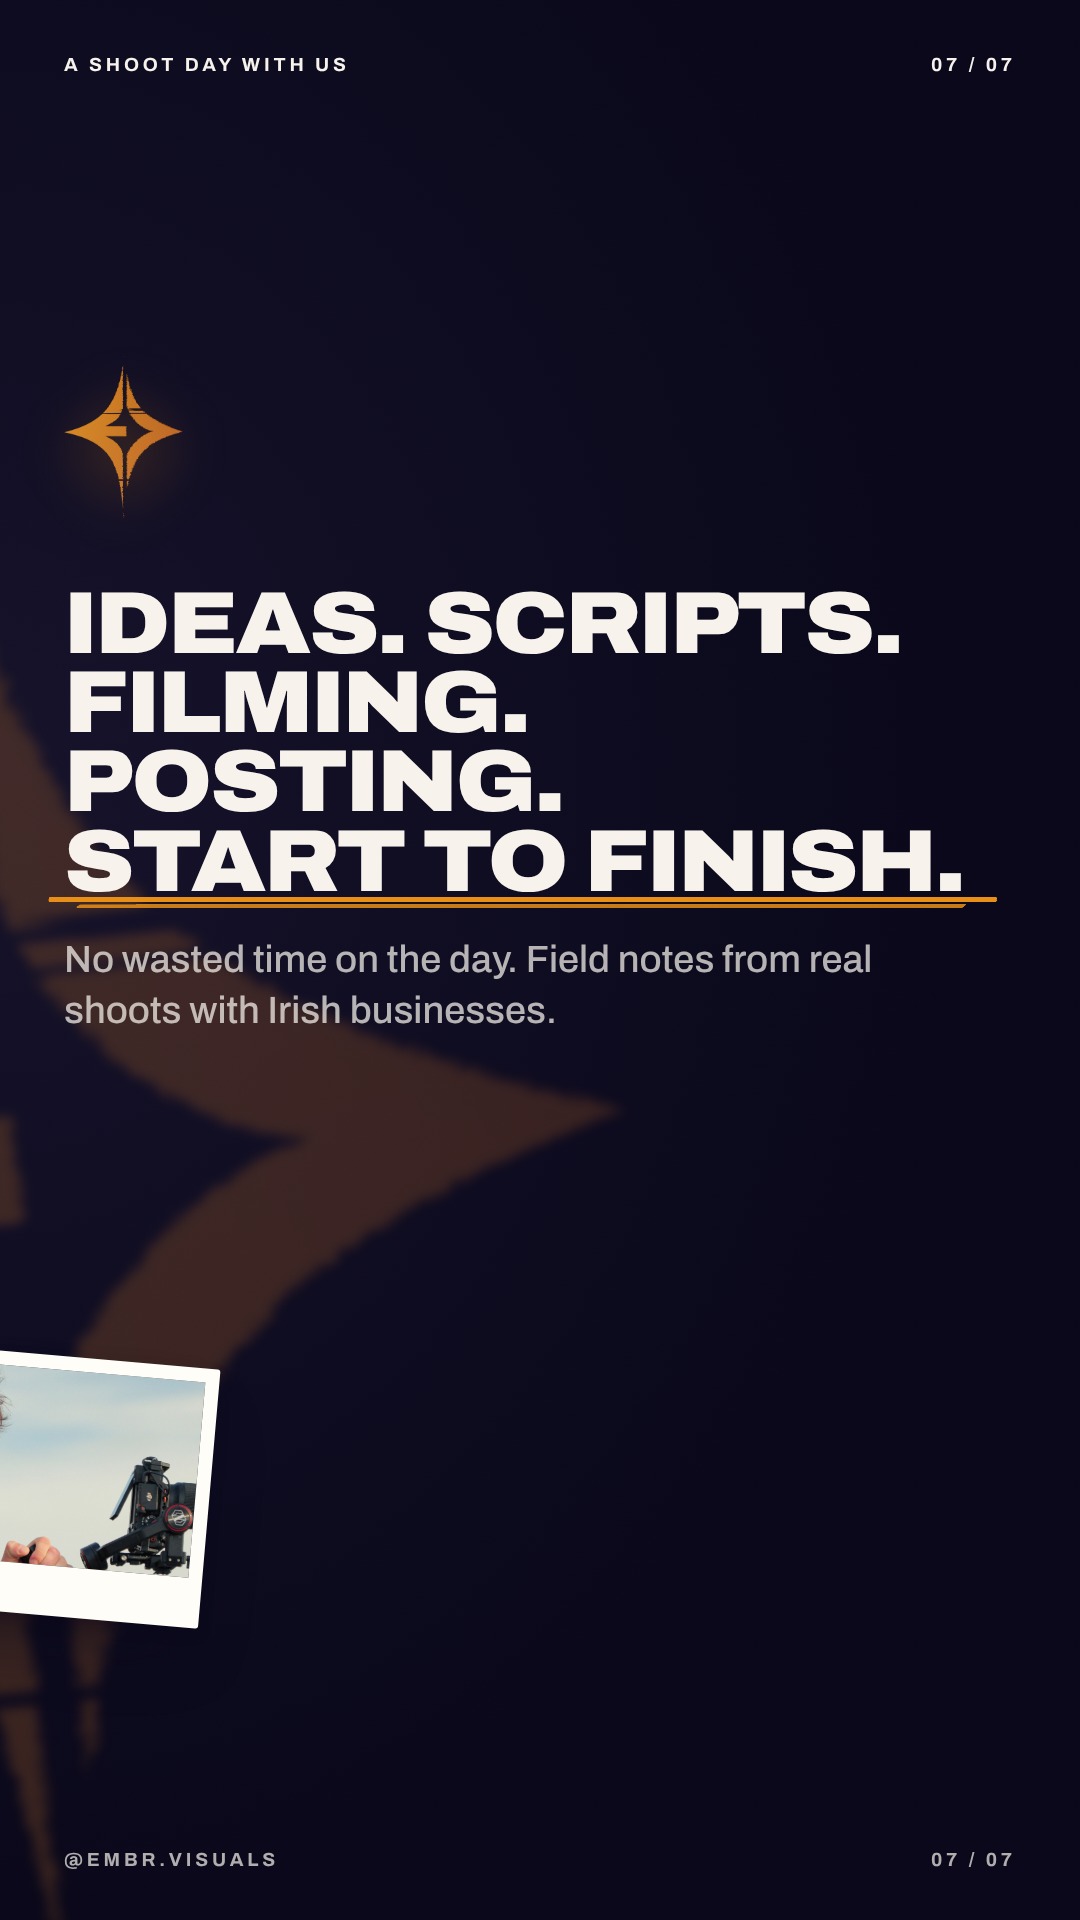 A SHOOT DAY WITH US
07 / 07
IDEAS. SCRIPTS.
FILMING.
POSTING.
START TO FINISH.
No wasted time on the day. Field notes from real
shoots with Irish businesses.
@EMBR.VISUALS
07 / 07